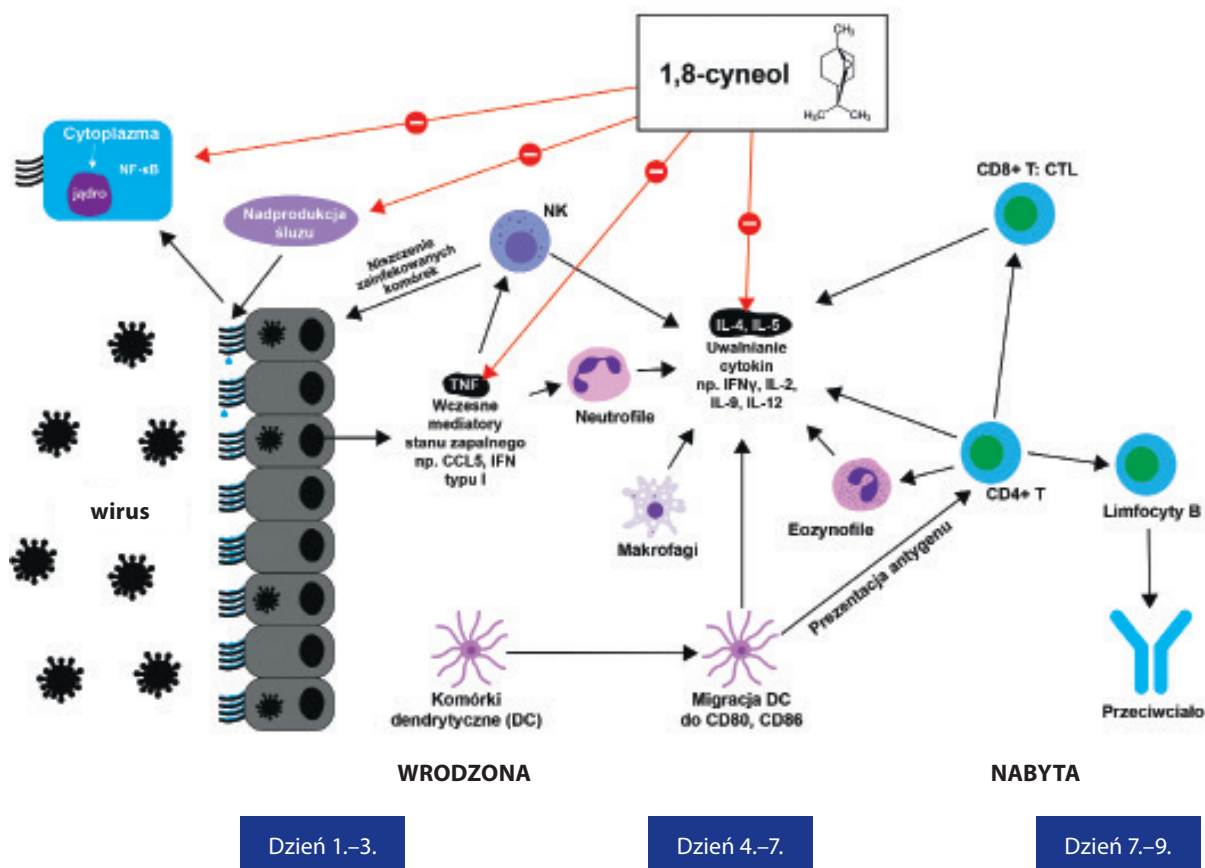 CH₃
1,8-cyneol
H₃C
CH₃
Cytoplazma
NF-κB
jądro
Nadprodukcja
śluzu
NK
CD8+ T: CTL
Niszczenie
zainfekowanych
komórek
IL-4, IL-5
Uwalnianie
cytokin
np. IFNγ, IL-2,
IL-9, IL-12
TNF
Wczesne
mediatory
stanu zapalnego
np. CCL5, IFN
typu I
Neutrofile
CD4+ T
Limfocyty B
wirus
Makrofagi
Eozynofile
Prezentacja antygenu
Komórki
dendrytyczne (DC)
Migracja DC
do CD80, CD86
Przeciwciało
WRODZONA
NABYTA
Dzień 1.–3.
Dzień 4.–7.
Dzień 7.–9.